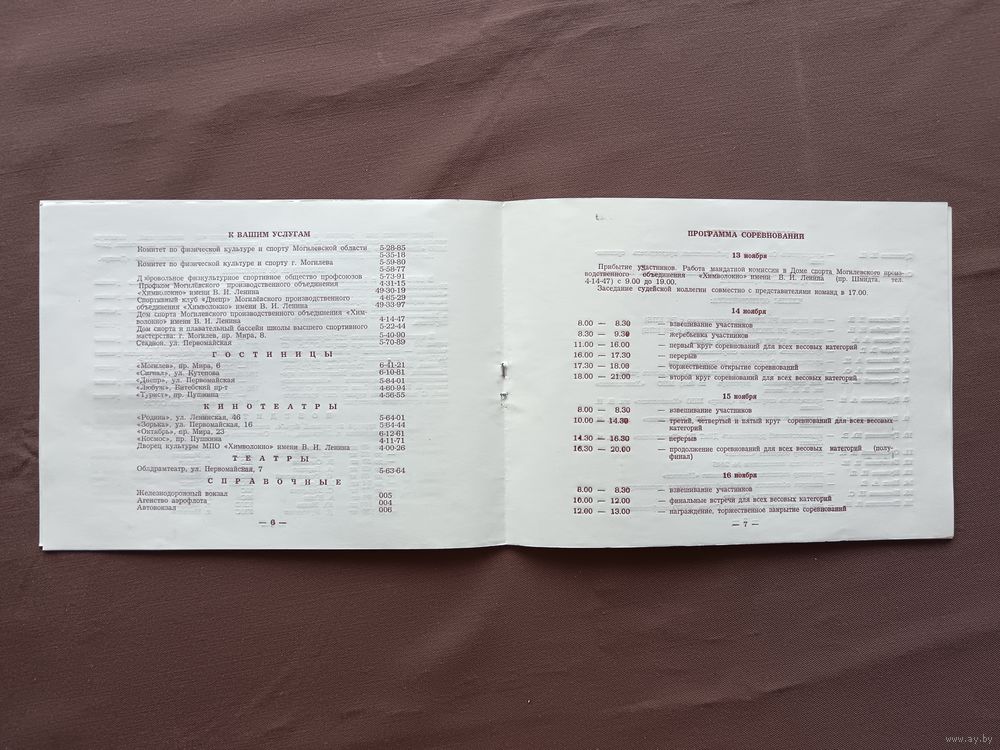 К ВАШИМ УСЛУГАМ
Комитет по физической культуре и спорту Могилевской области 5-28-85
5-35-18
Комитет по физической культуре и спорту г. Могилева 5-59-80
5-58-77
Добровольное физкультурное спортивное общество профсоюзов 5-73-91
Профком Могилёвского производственного объединения 4-31-15
«Химволокно» имени В. И. Ленина 49-30-19
Спортивный клуб «Днепр» Могилёвского производственного 4-65-29
объединения «Химволокно» имени В. И. Ленина 49-33-97
Дом спорта Могилевского производственного объединения «Хим-
волокно» имени В. И. Ленина 4-14-47
Дом спорта и плавательный бассейн школы высшего спортивного 5-22-44
мастерства: г. Могилев, пр. Мира, 8. 5-40-90
Стадион. ул. Первомайская 5-70-89
ГОСТИНИЦЫ
«Могилев», пр. Мира, 6 6-41-21
«Сигнал», ул. Кутепова 6-10-81
«Днепр», ул. Первомайская 5-84-01
«Любуж», Витебский пр-т 4-60-94
«Турист», пр. Пушкина 4-56-55
КИНОТЕАТРЫ
«Родина», ул. Ленинская, 46 5-64-01
«Зорька», ул. Первомайская, 16 5-84-44
«Октябрь», пр. Мира, 23 6-12-61
«Космос», пр. Пушкина 4-11-71
Дворец культуры МПО «Химволокно» имени В. И. Ленина 4-00-26
ТЕАТРЫ
Облдрамтеатр, ул. Первомайская, 7 5-63-64
СПРАВОЧНЫЕ
Железнодорожный вокзал 005
Агенство аэрофлота 004
Автовокзал 006
— 6 —
ПРОГРАММА СОРЕВНОВАНИЙ
13 ноября
Прибытие участников. Работа мандатной комиссии в Доме спорта Могилевского произ-
водственного объединения «Химволокно» имени В. И. Ленина (пр. Шмидта. тел.
4-14-47) с 9.00 до 19.00.
Заседание судейской коллегии совместно с представителями команд в 17.00.
14 ноября
8.00 — 8.30 — взвешивание участников
8.30 — 9.30 — жеребьевка участников
11.00 — 16.00 — первый круг соревнований для всех весовых категорий
16.00 — 17.30 — перерыв
17.30 — 18.00 — торжественное открытие соревнований
18.00 — 21.00 — второй круг соревнований для всех весовых категорий
15 ноября
8.00 — 8.30 — взвешивание участников
10.00 — 14.30 — третий, четвертый и пятый круг соревнований для всех весовых
категорий
14.30 — 16.30 — перерыв
16.30 — 20.00 — продолжение соревнований для всех весовых категорий (полу-
финал)
16 ноября
8.00 — 8.30 — взвешивание участников
10.00 — 12.00 — финальные встречи для всех весовых категорий
12.00 — 13.00 — награждение, торжественное закрытие соревнований
— 7 —
www.ay.by